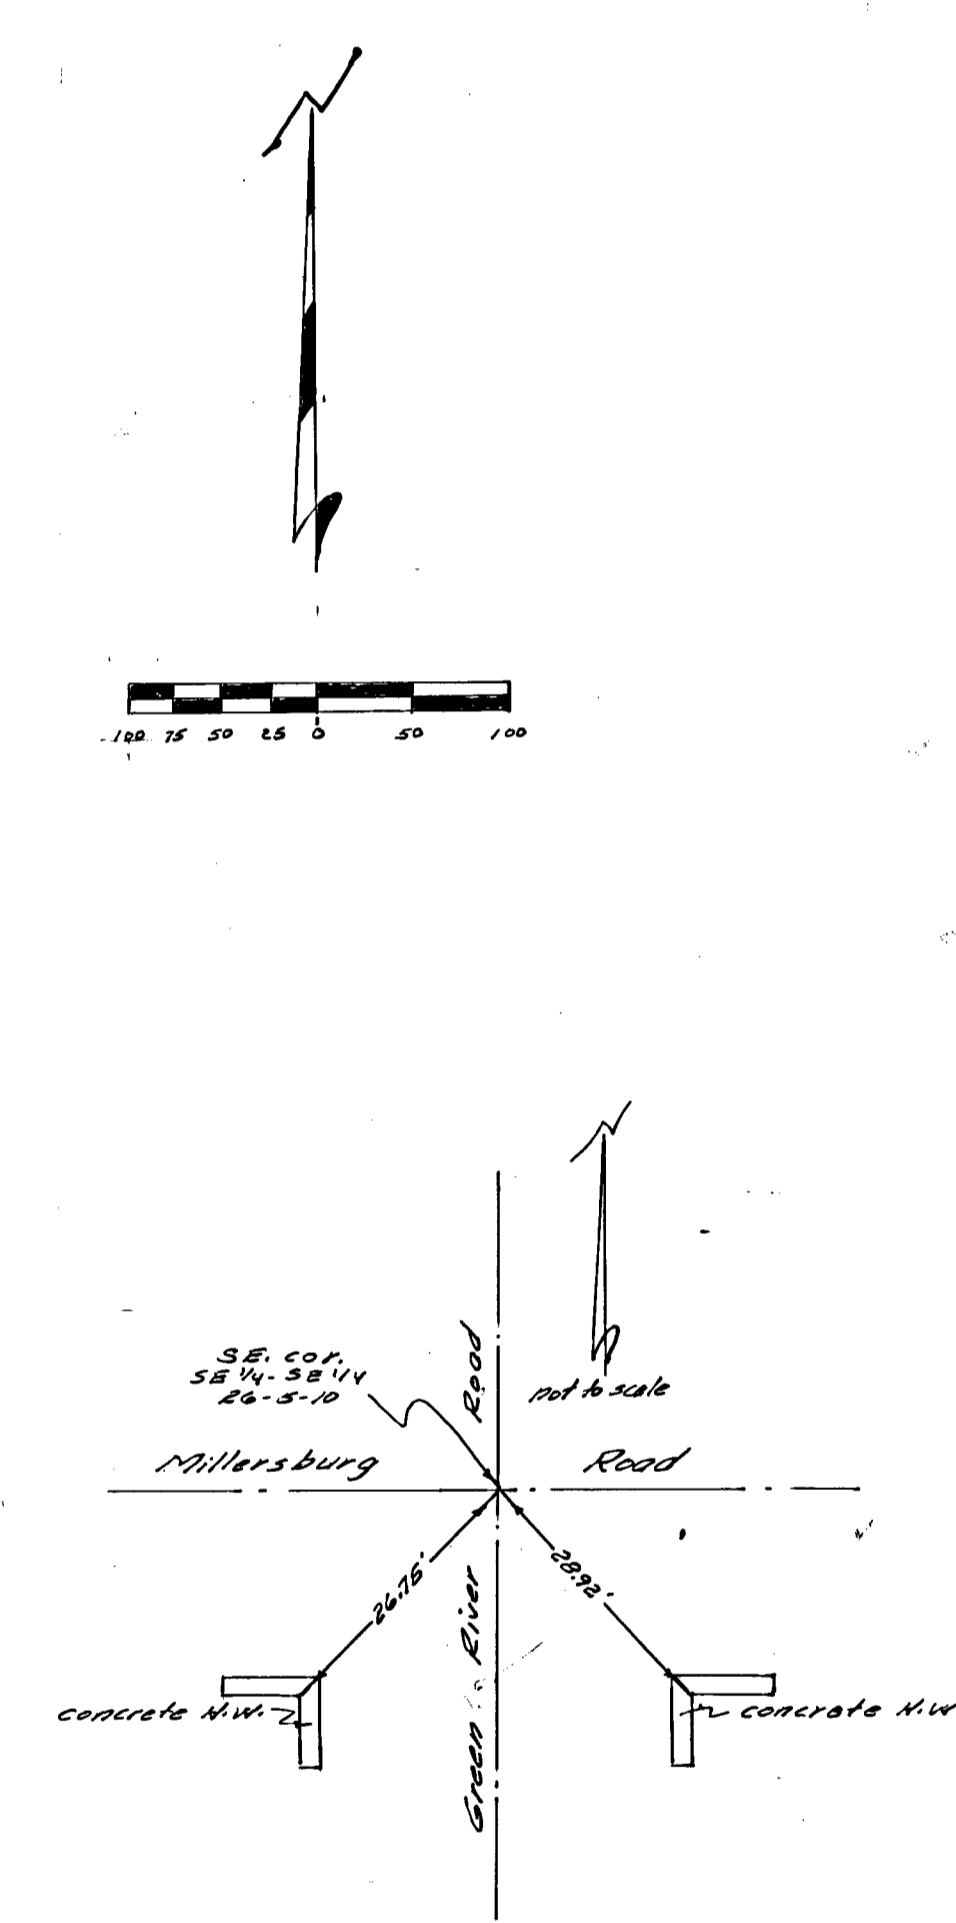 100 75 50 25 0 50 100
SE. cor.
SE 1/4 - SE 1/4
26-5-10
Road
not to scale
Millersburg Road
26.75'
28.92'
Green River
concrete H.W.
concrete H.W